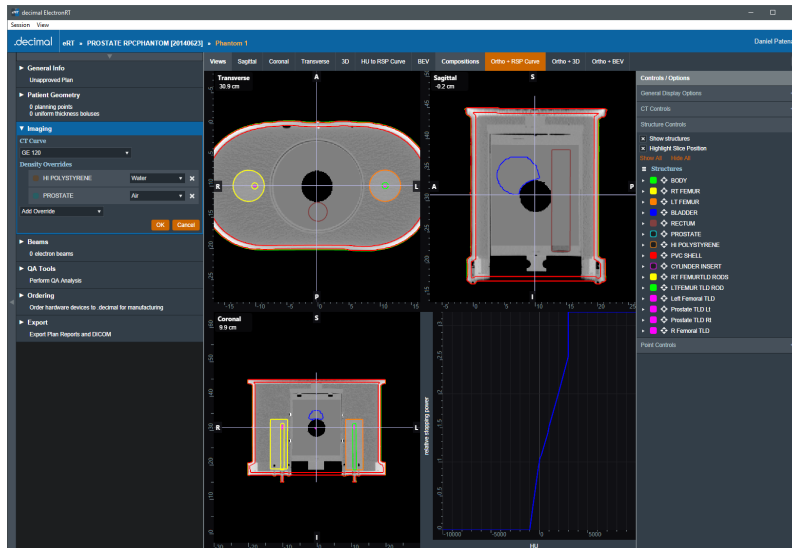 .decimal ElectronRT
Session View
.decimal eRT • PROSTATE RPCPHANTOM [20140623] • Phantom 1
General Info
Unapproved Plan
Patient Geometry
0 planning points
0 uniform thickness boluses
Imaging
CT Curve
GE 120
Density Overrides
HI POLYSTYRENE Water
PROSTATE Air
Add Override
OK Cancel
Beams
0 electron beams
QA Tools
Perform QA Analysis
Ordering
Order hardware devices to .decimal for manufacturing
Export
Export Plan Reports and DICOM
Views Sagittal Coronal Transverse 3D HU to RSP Curve BEV Compositions Ortho + RSP Curve Ortho + 3D Ortho + BEV
Transverse
30.9 cm
A
R
L
P
Sagittal
-0.2 cm
S
A
P
I
Coronal
9.9 cm
S
R
L
I
relative stopping power
-10000 -5000 0 5000
HU
Controls / Options
General Display Options
CT Controls
Structure Controls
Show structures
Highlight Slice Position
Show All Hide All
Structures
BODY
RT FEMUR
LT FEMUR
BLADDER
RECTUM
PROSTATE
HI POLYSYRENE
PVC SHELL
CYLINDER INSERT
RT FEMURTLD RODS
LTFEMUR TLD ROD
Left Femoral TLD
Prostate TLD Lt
Prostate TLD Rt
R Femoral TLD
Point Controls